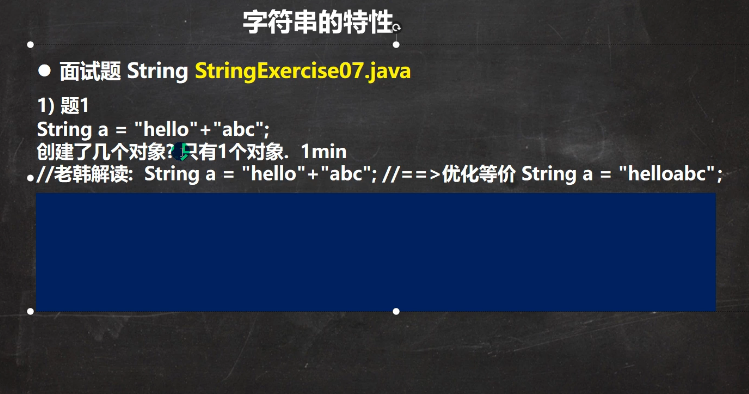 字符串的特性
● 面试题 String StringExercise07.java
1) 题1
String a = "hello"+"abc";
创建了几个对象? 只有1个对象. 1min
//老韩解读: String a = "hello"+"abc"; //==>优化等价 String a = "helloabc";